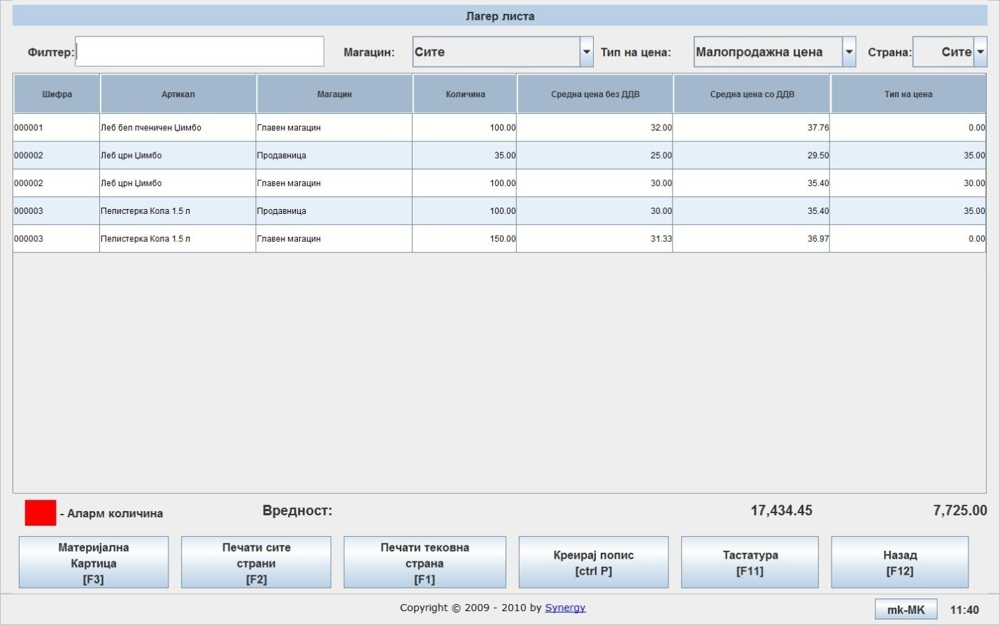 Лагер листа
Филтер: Магацин: Сите Тип на цена: Малопродажна цена Страна: Сите
Шифра Артикал Магацин Количина Средна цена без ДДВ Средна цена со ДДВ Тип на цена
000001 Леб бел пченичен Џимбо Главен магацин 100.00 32.00 37.76 0.00
000002 Леб црн Џимбо Продавница 35.00 25.00 29.50 35.00
000002 Леб црн Џимбо Главен магацин 100.00 30.00 35.40 30.00
000003 Пелистерка Кола 1.5 л Продавница 100.00 30.00 35.40 35.00
000003 Пелистерка Кола 1.5 л Главен магацин 150.00 31.33 36.97 0.00
- Аларм количина Вредност: 17,434.45 7,725.00
Материјална
Картица
[F3]
Печати сите
страни
[F2]
Печати тековна
страна
[F1]
Креирај попис
[ctrl P]
Тастатура
[F11]
Назад
[F12]
Copyright © 2009 - 2010 by Synergy
mk-MK 11:40